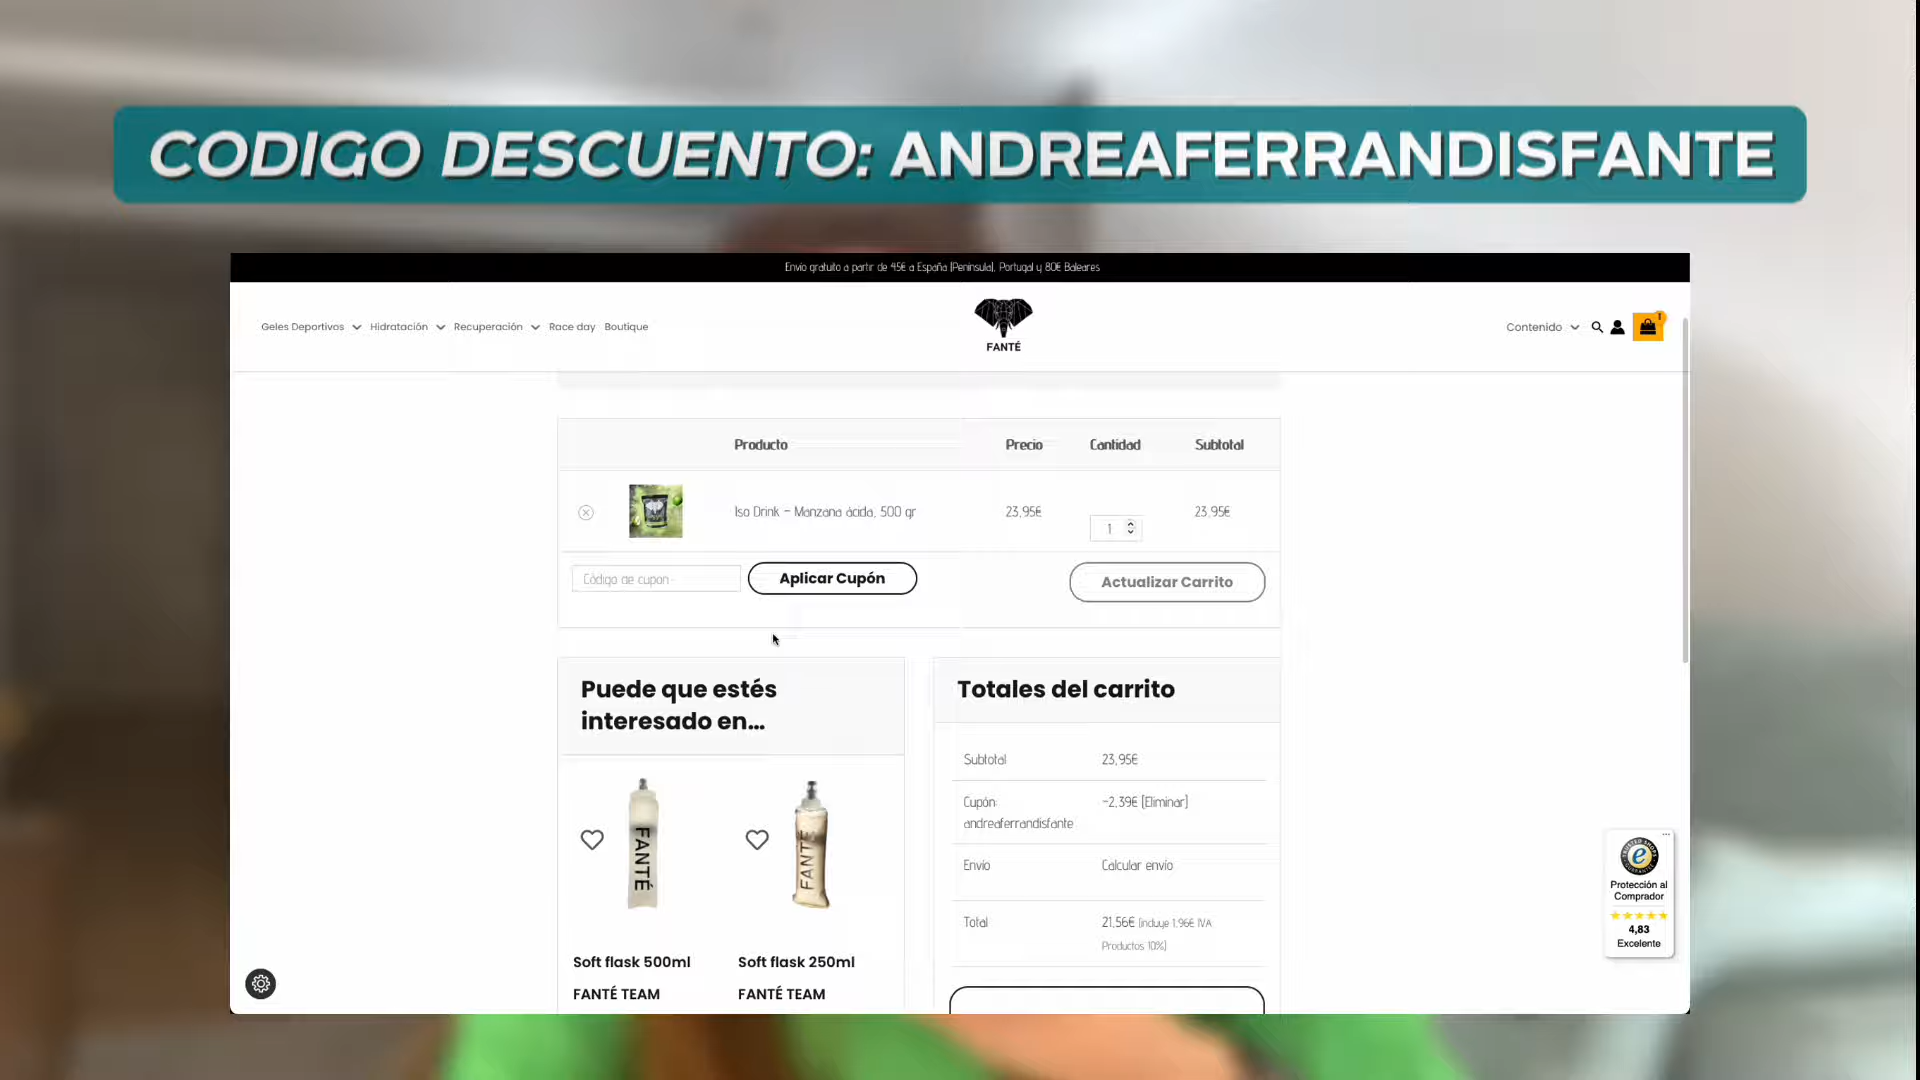 CODIGO DESCUENTO: ANDREAFERRANDISFANTE
Envío gratuito a partir de 45€ a España [Península], Portugal y 80€ Baleares
Geles Deportivos Hidratación Recuperación Race day Boutique
FANTÉ
Contenido
1
Producto Precio Cantidad Subtotal
Iso Drink – Manzana ácida, 500 gr 23,95€ 1 23,95€
Código de cupón Aplicar Cupón Actualizar Carrito
Puede que estés
interesado en...
FANTÉ
FANTÉ
Soft flask 500ml
FANTÉ TEAM
Soft flask 250ml
FANTÉ TEAM
Totales del carrito
Subtotal 23,95€
Cupón: -2,39€ [Eliminar]
andreaferrandisfante
Envío Calcular envío
Total 21,56€ [incluye 1,96€ IVA
Productos 10%]
Protección al
Comprador
4,83
Excelente